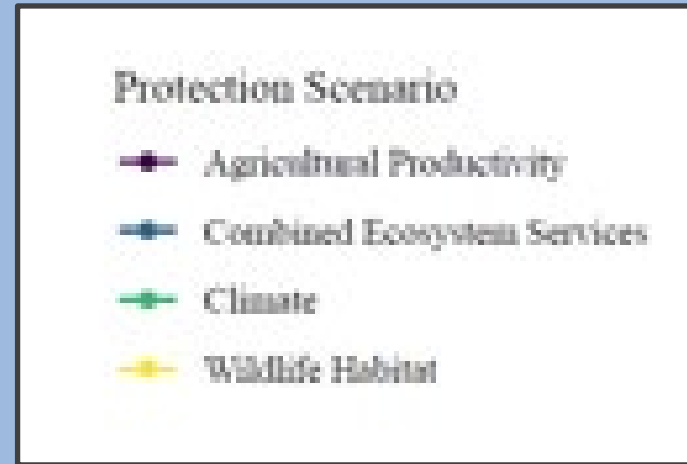 Protection Scenario
Agricultural Productivity
Combined Ecosystem Services
Climate
Wildlife Habitat